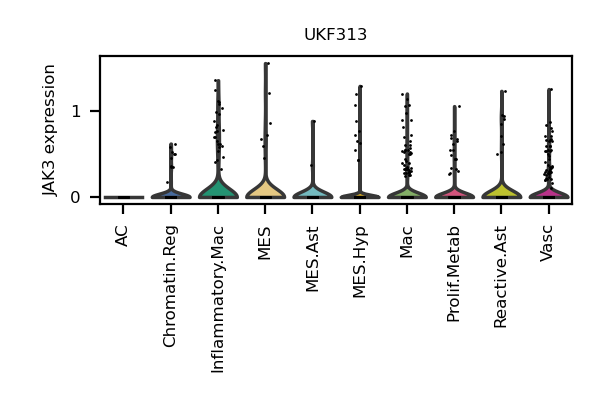 UKF313
JAK3 expression
1
0
AC
Chromatin.Reg
Inflammatory.Mac
MES
MES.Ast
MES.Hyp
Mac
Prolif.Metab
Reactive.Ast
Vasc